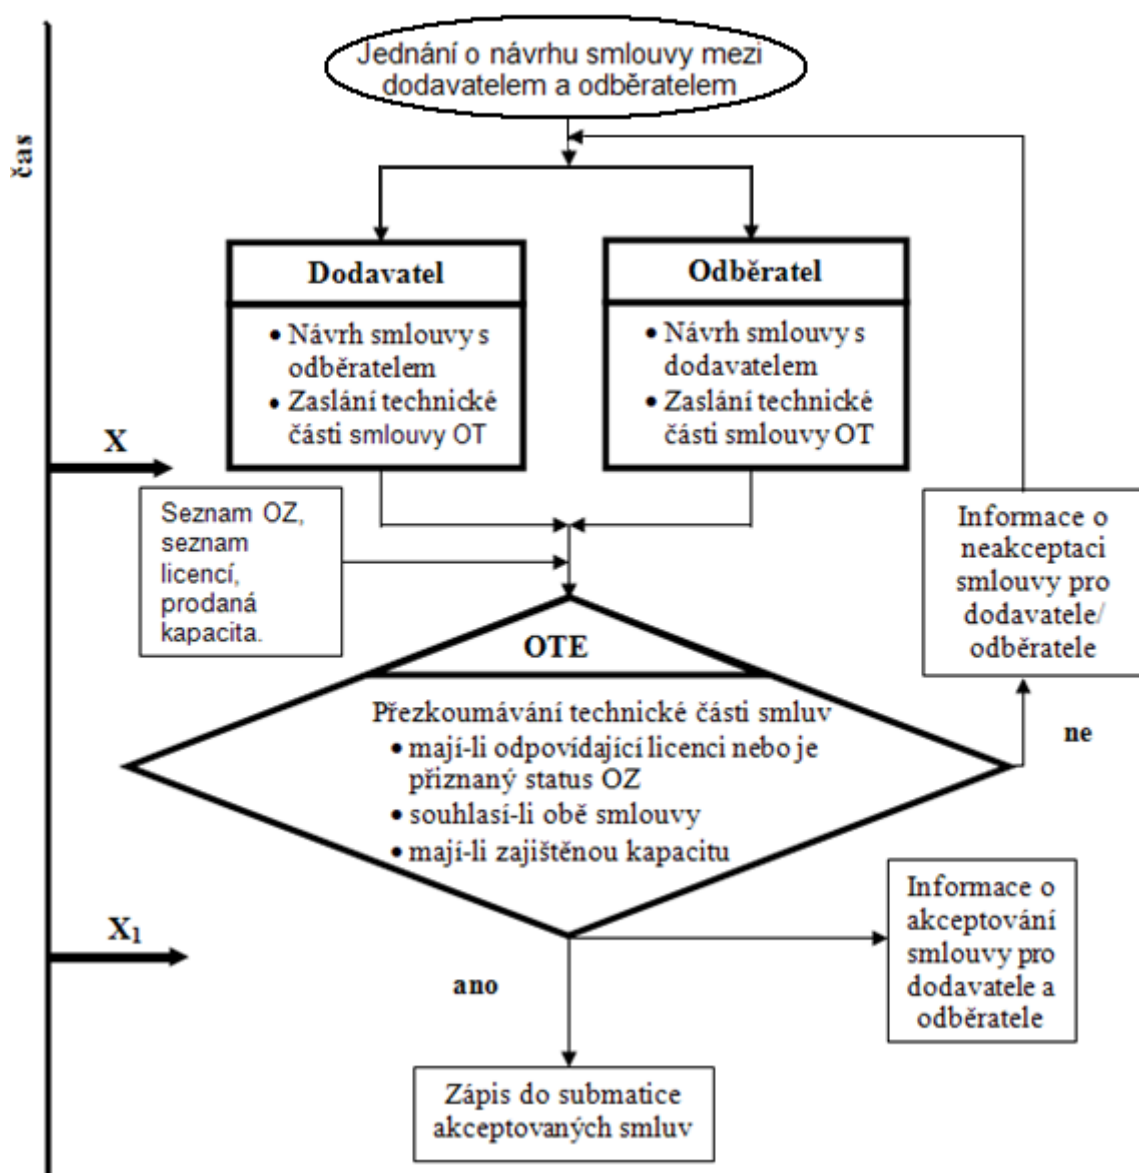 Jednání o návrhu smlouvy mezi
dodavatelem a odběratelem
čas
Dodavatel
• Návrh smlouvy s
odběratelem
• Zaslání technické
části smlouvy OT
Odběratel
• Návrh smlouvy s
dodavatelem
• Zaslání technické
části smlouvy OT
X
Seznam OZ,
seznam
licencí,
prodaná
kapacita.
Informace o
neakceptaci
smlouvy pro
dodavatele/
odběratele
OTE
Přezkoumávání technické části smluv
• mají-li odpovídající licenci nebo je
přiznaný status OZ
• souhlasí-li obě smlouvy
• mají-li zajištěnou kapacitu
ne
X₁
ano
Informace o
akceptování
smlouvy pro
dodavatele a
odběratele
Zápis do submatice
akceptovaných smluv